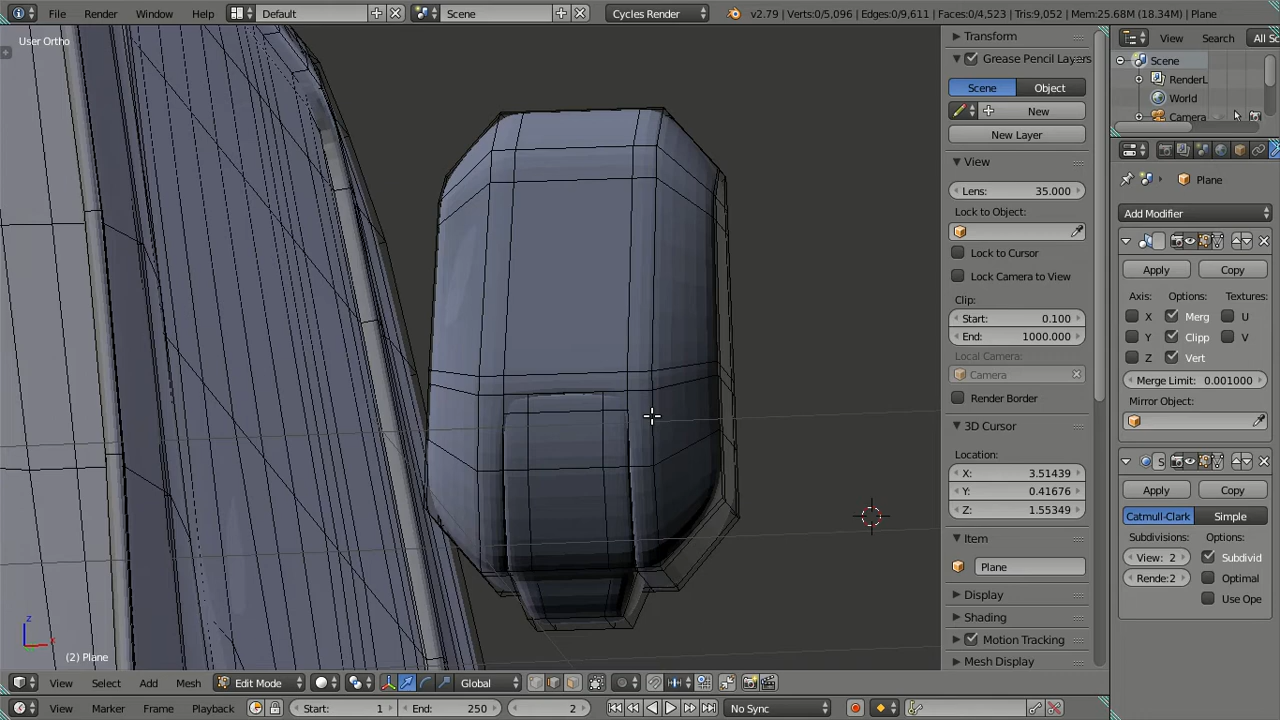 File Render Window Help Default Scene Cycles Render v2.79 | Verts:0/5,096 | Edges:0/9,611 | Faces:0/4,523 | Tris:9,052 | Mem:25.68M (18.34M) | Plane
User Ortho
(2) Plane
Transform
Grease Pencil Layers
Scene Object
New
New Layer
View
Lens: 35.000
Lock to Object:
Lock to Cursor
Lock Camera to View
Clip:
Start: 0.100
End: 1000.000
Local Camera:
Camera
Render Border
3D Cursor
Location:
X: 3.51439
Y: 0.41676
Z: 1.55349
Item
Plane
Display
Shading
Motion Tracking
Mesh Display
View Search All Sc
Scene
RenderL
World
Camera
Plane
Add Modifier
Apply Copy
Axis: Options: Textures:
X Merg U
Y Clipp V
Z Vert
Merge Limit: 0.001000
Mirror Object:
S
Apply Copy
Catmull-Clark Simple
Subdivisions: Options:
View: 2 Subdivid
Rende:2 Optimal
Use Ope
View Select Add Mesh Edit Mode Global
View Marker Frame Playback Start: 1 End: 250 2 No Sync
z
x